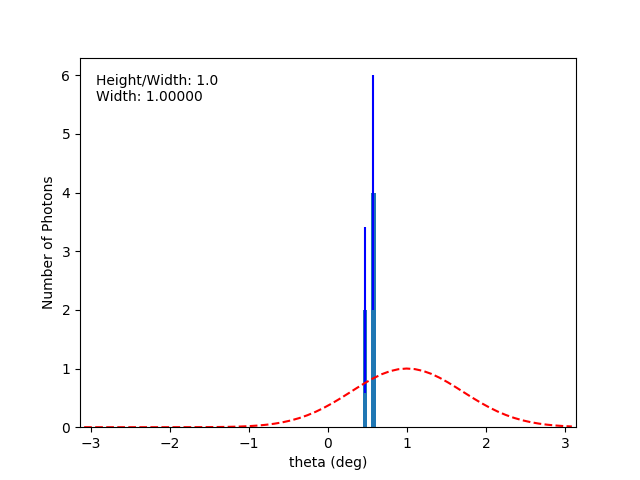 Height/Width: 1.0
Width: 1.00000
Number of Photons
6
5
4
3
2
1
0
−3 −2 −1 0 1 2 3
theta (deg)